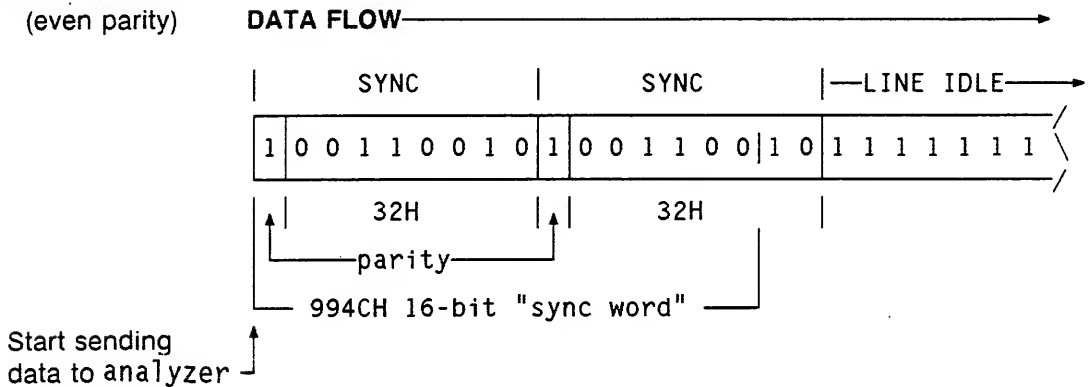 (even parity) DATA FLOW
SYNC SYNC LINE IDLE
1 0 0 1 1 0 0 1 0 1 0 0 1 1 0 0 1 0 1 1 1 1 1 1 1
32H 32H
parity
994CH 16-bit "sync word"
Start sending
data to analyzer